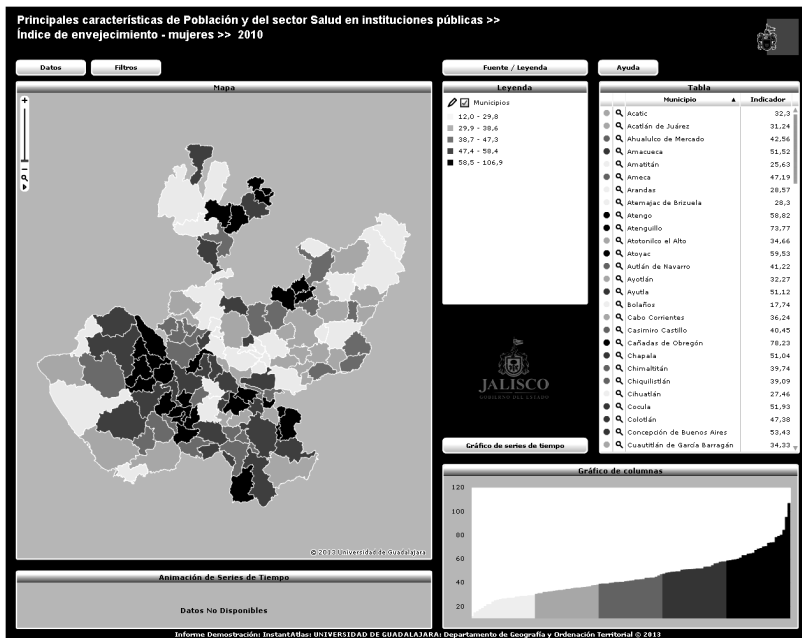 Principales características de Población y del sector Salud en instituciones públicas >>
Índice de envejecimiento - mujeres >> 2010
Datos
Filtros
Fuente / Leyenda
Ayuda
Mapa
© 2013 Universidad de Guadalajara
Leyenda
Municipios
12,0 - 29,8
29,9 - 38,6
38,7 - 47,3
47,4 - 58,4
58,5 - 106,9
JALISCO
GOBIERNO DEL ESTADO
Gráfico de series de tiempo
Tabla
Municipio ▲ Indicador
Acatic 32,3
Acatlán de Juárez 31,24
Ahualulco de Mercado 42,56
Amacueca 51,52
Amatitán 25,63
Ameca 47,19
Arandas 28,57
Atemajac de Brizuela 28,3
Atengo 58,82
Atenguillo 73,77
Atotonilco el Alto 34,66
Atoyac 59,53
Autlán de Navarro 41,22
Ayotlán 32,27
Ayutla 51,12
Bolaños 17,74
Cabo Corrientes 36,24
Casimiro Castillo 40,45
Cañadas de Obregón 78,23
Chapala 51,04
Chimaltitán 39,74
Chiquilistlán 39,09
Cihuatlán 27,46
Cocula 51,93
Colotlán 47,38
Concepción de Buenos Aires 53,43
Cuautitlán de García Barragán 34,33
Animación de Series de Tiempo
Datos No Disponibles
Gráfico de columnas
120
100
80
60
40
20
Informe Demostración: InstantAtlas: UNIVERSIDAD DE GUADALAJARA: Departamento de Geografía y Ordenación Territorial © 2013